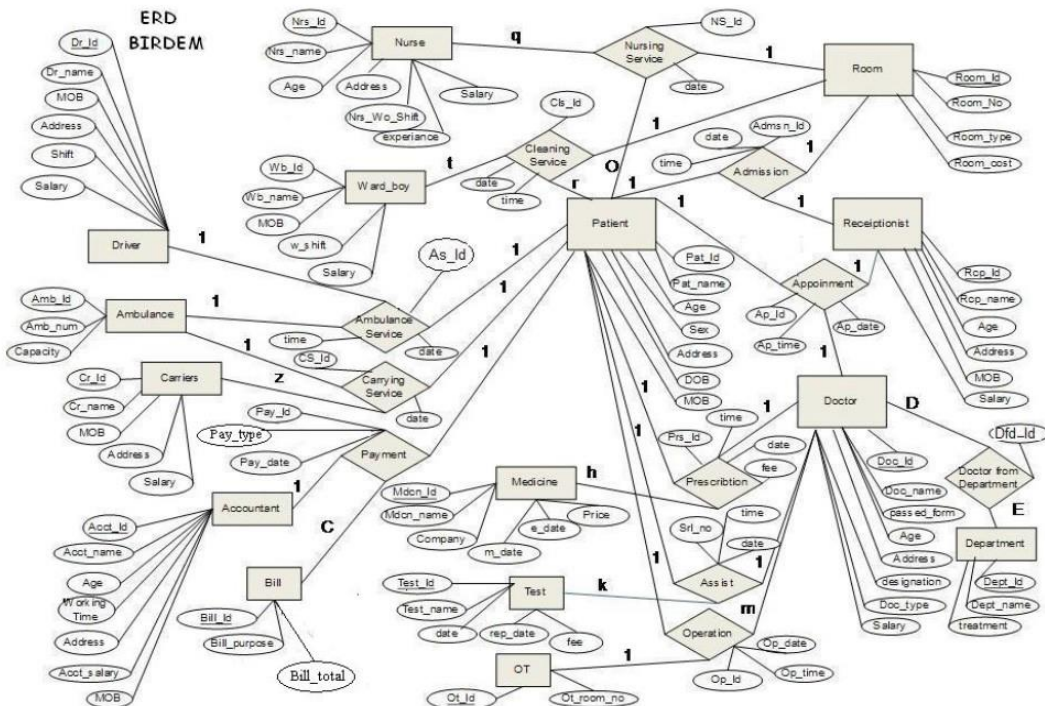 ERD
BIRDEM
Dr_Id
Dr_name
MOB
Address
Shift
Salary
Driver
Nrs_Id
Nrs_name
Age
Address
Nrs_Wo_Shift
experiance
Salary
Nurse
q
Nursing
Service
NS_Id
date
1
Room
Room_Id
Room_No
Room_type
Room_cost
Cls_Id
Cleaning
Service
date
time
1
t
r
O
Wb_Id
Wb_name
MOB
w_shift
Salary
Ward_boy
date
Admsn_Id
time
Admission
1
1
1
Patient
Pat_Id
Pat_name
Age
Sex
Address
DOB
MOB
1
Receiptionist
Rcp_Id
Rcp_name
Age
Address
MOB
Salary
Appoinment
Ap_Id
Ap_time
Ap_date
1
1
1
As_Id
Ambulance
Service
time
date
1
1
Amb_Id
Amb_num
Capacity
Ambulance
1
CS_Id
Carrying
Service
date
1
z
Cr_Id
Cr_name
MOB
Address
Salary
Carriers
Pay_Id
Pay_type
Pay_date
Payment
1
1
C
Acct_Id
Acct_name
Age
Working
Time
Address
Acct_salary
MOB
Accountant
Bill
Bill_Id
Bill_purpose
Bill_total
Doctor
Doc_Id
Doc_name
passed_form
Age
Address
designation
Doc_type
Salary
D
Dfd_Id
Doctor from
Department
E
Department
Dept_Id
Dept_name
treatment
1
1
time
Prs_Id
date
fee
Prescribtion
Medicine
h
Mdcn_Id
Mdcn_name
Company
m_date
e_date
Price
Srl_no
time
date
Assist
1
1
1
k
Test
Test_Id
Test_name
date
rep_date
fee
m
Operation
Op_date
Op_time
Op_Id
1
OT
Ot_Id
Ot_room_no